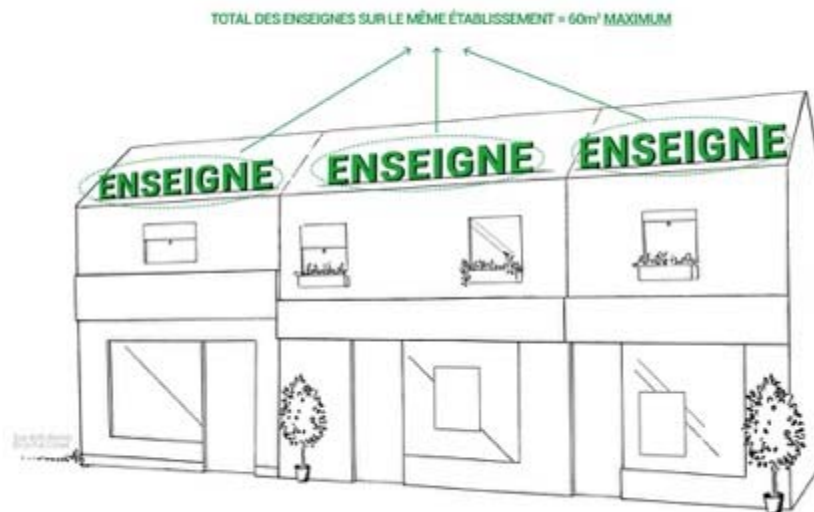 TOTAL DES ENSEIGNES SUR LE MÊME ÉTABLISSEMENT = 60m² MAXIMUM
ENSEIGNE
ENSEIGNE
ENSEIGNE